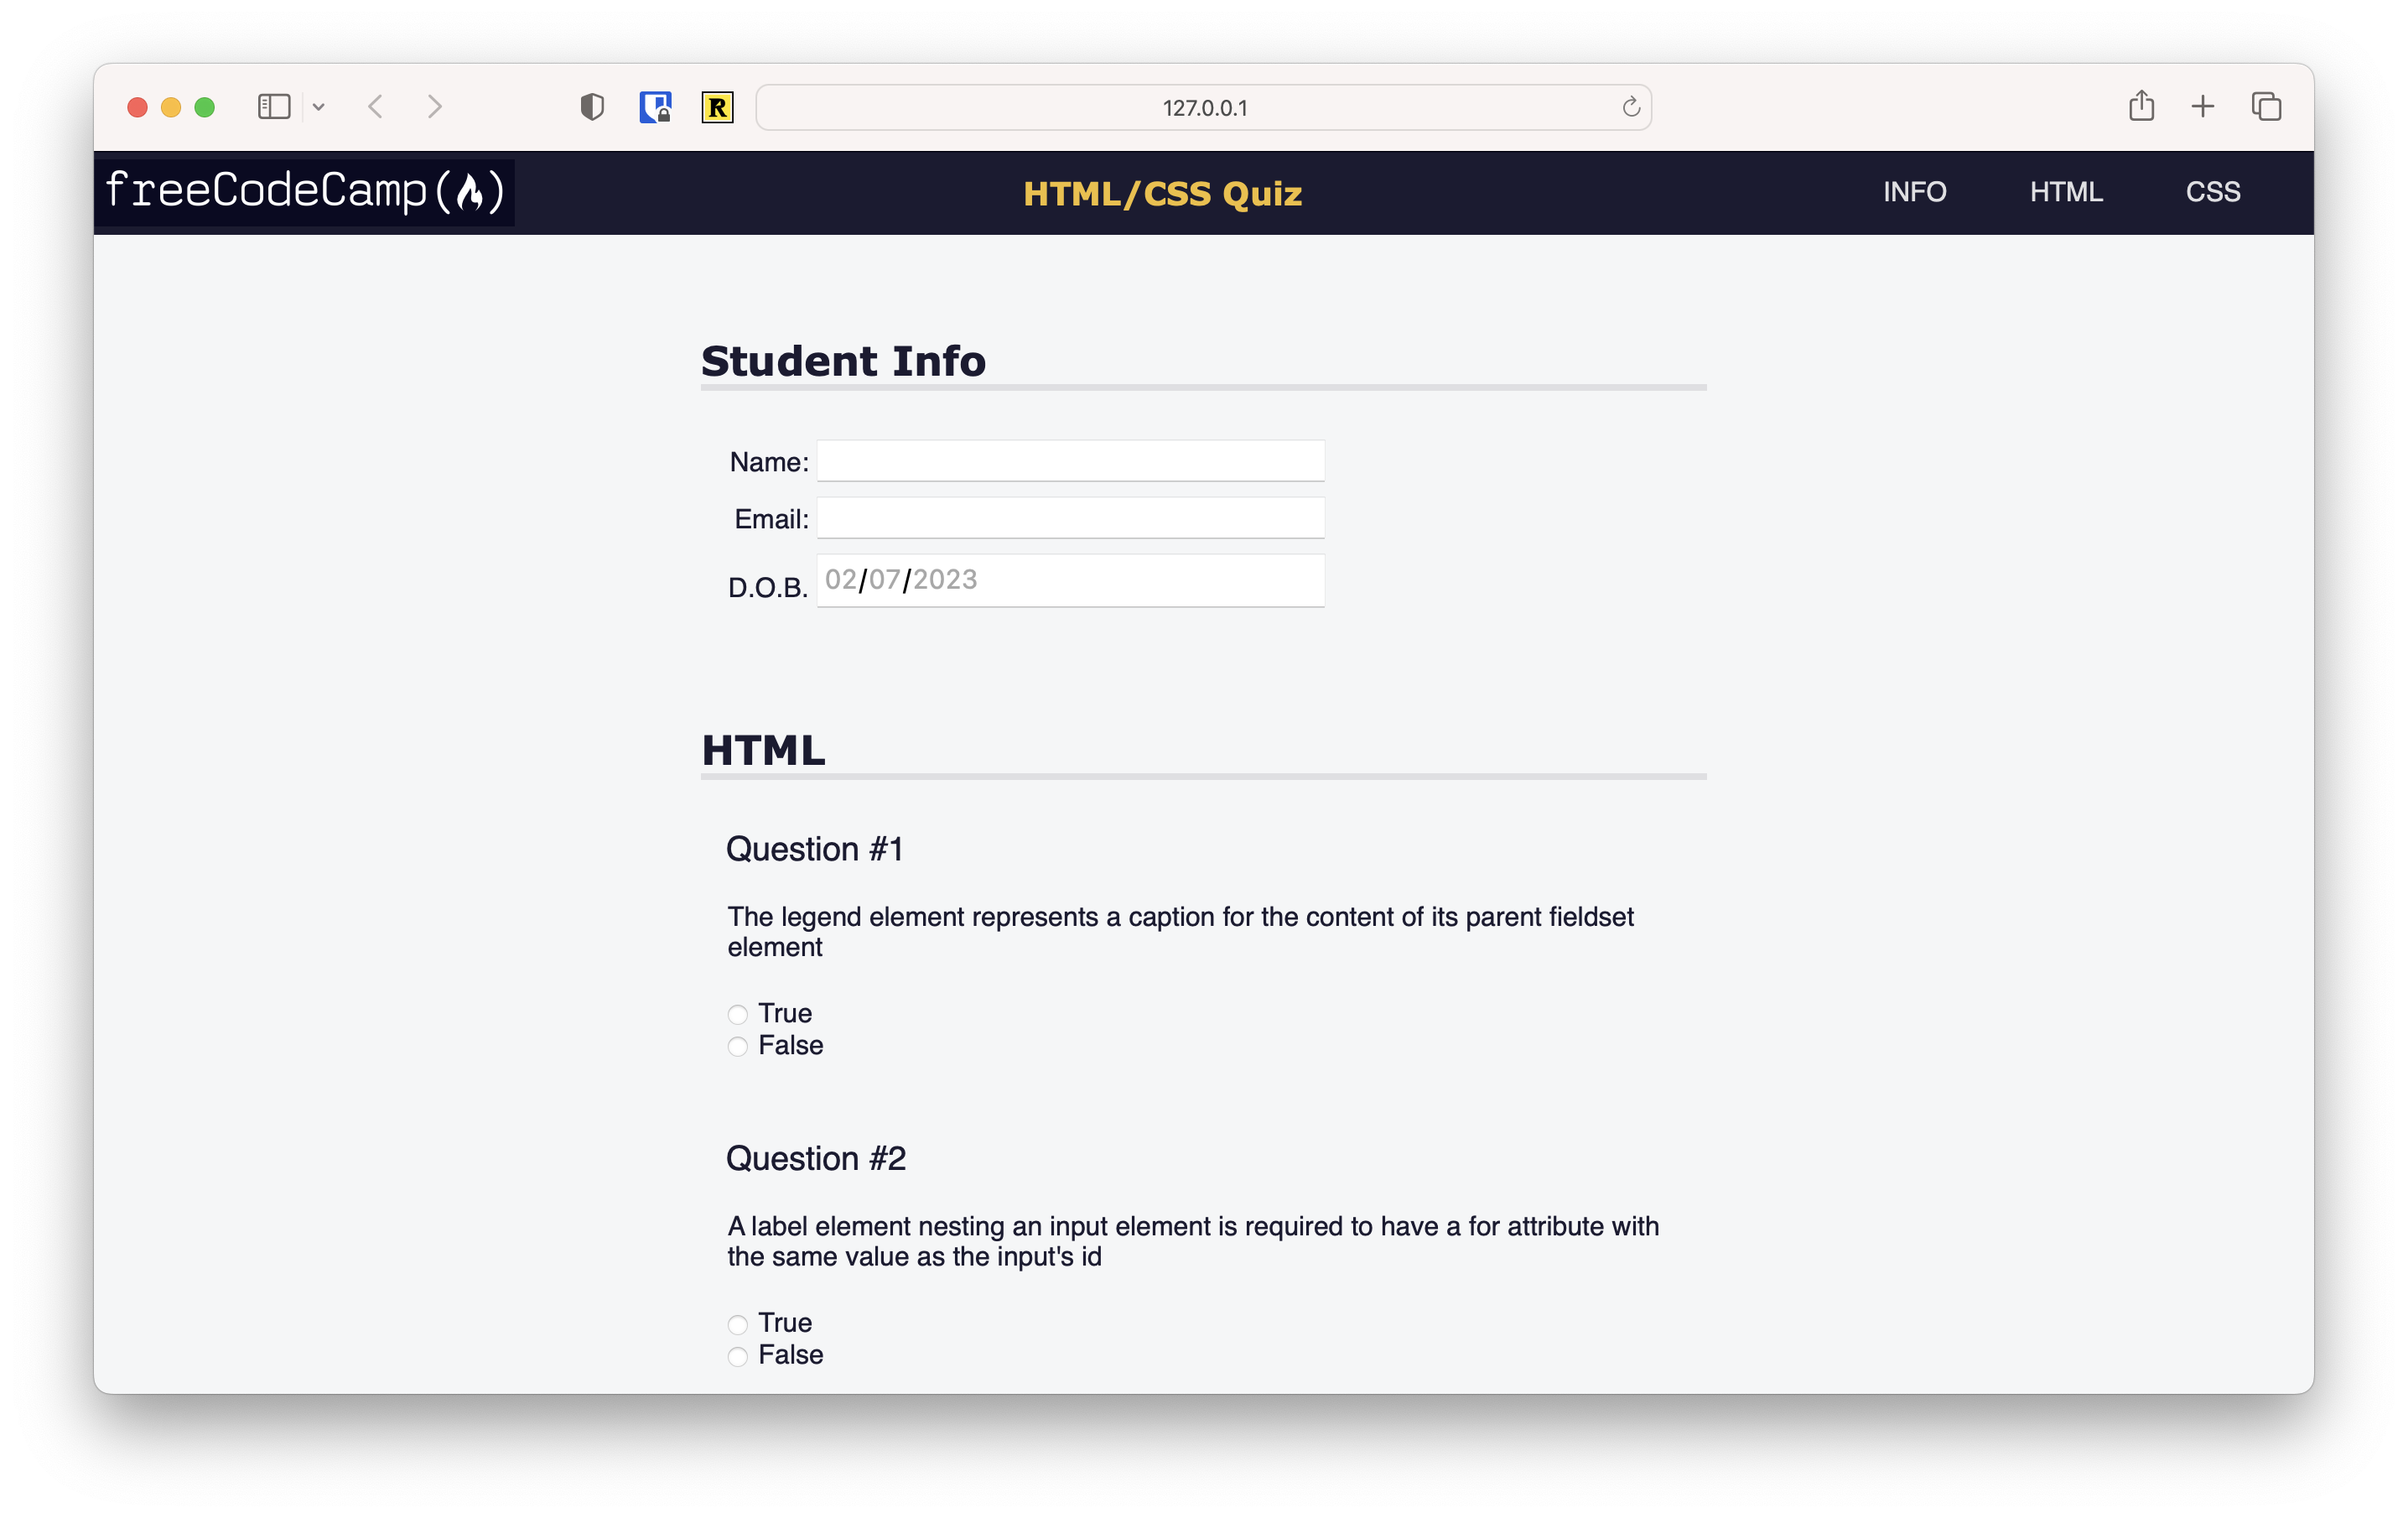 127.0.0.1
freeCodeCamp(🔥)
HTML/CSS Quiz
INFO
HTML
CSS
Student Info
Name:
Email:
D.O.B.
02/07/2023
HTML
Question #1
The legend element represents a caption for the content of its parent fieldset
element
True
False
Question #2
A label element nesting an input element is required to have a for attribute with
the same value as the input's id
True
False